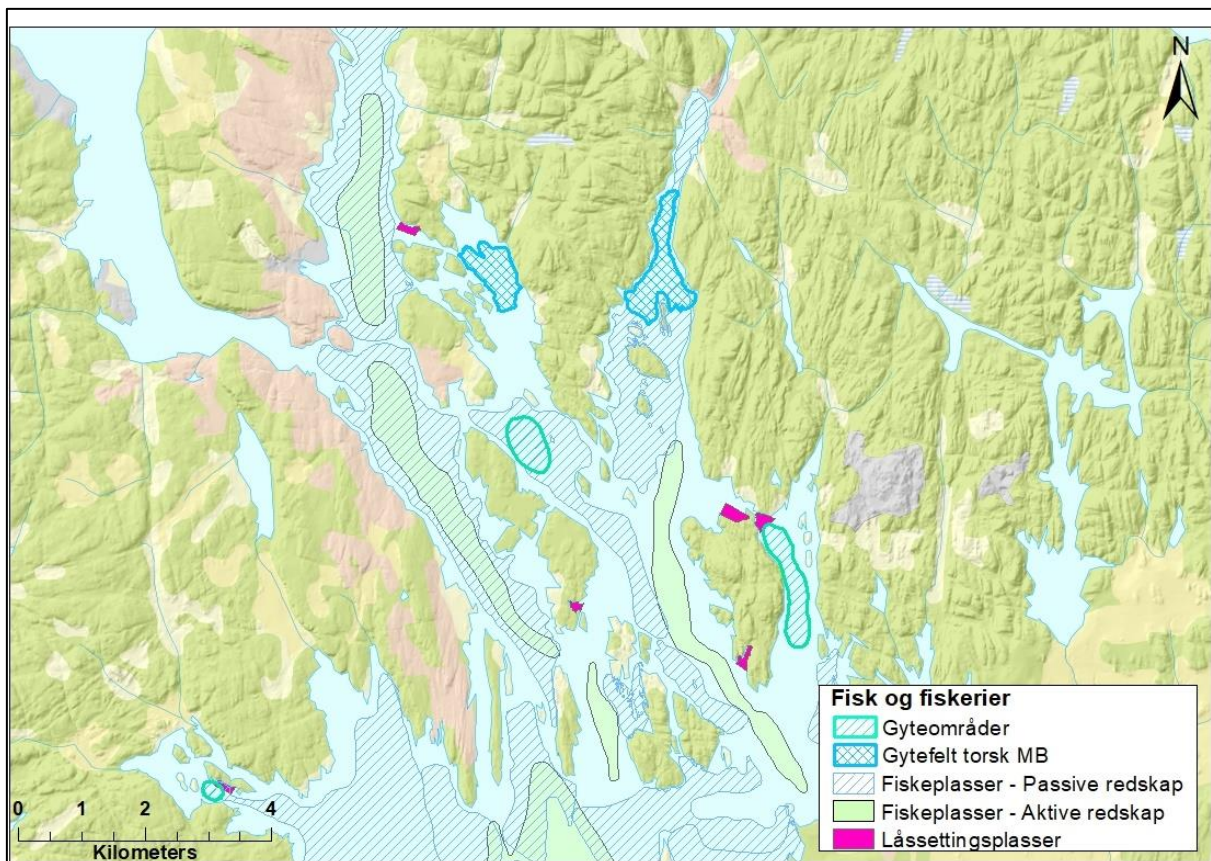 N
Fisk og fiskerier
Gyteområder
Gytefelt torsk MB
Fiskeplasser - Passive redskap
Fiskeplasser - Aktive redskap
Låssettingsplasser
0 1 2 4
Kilometers